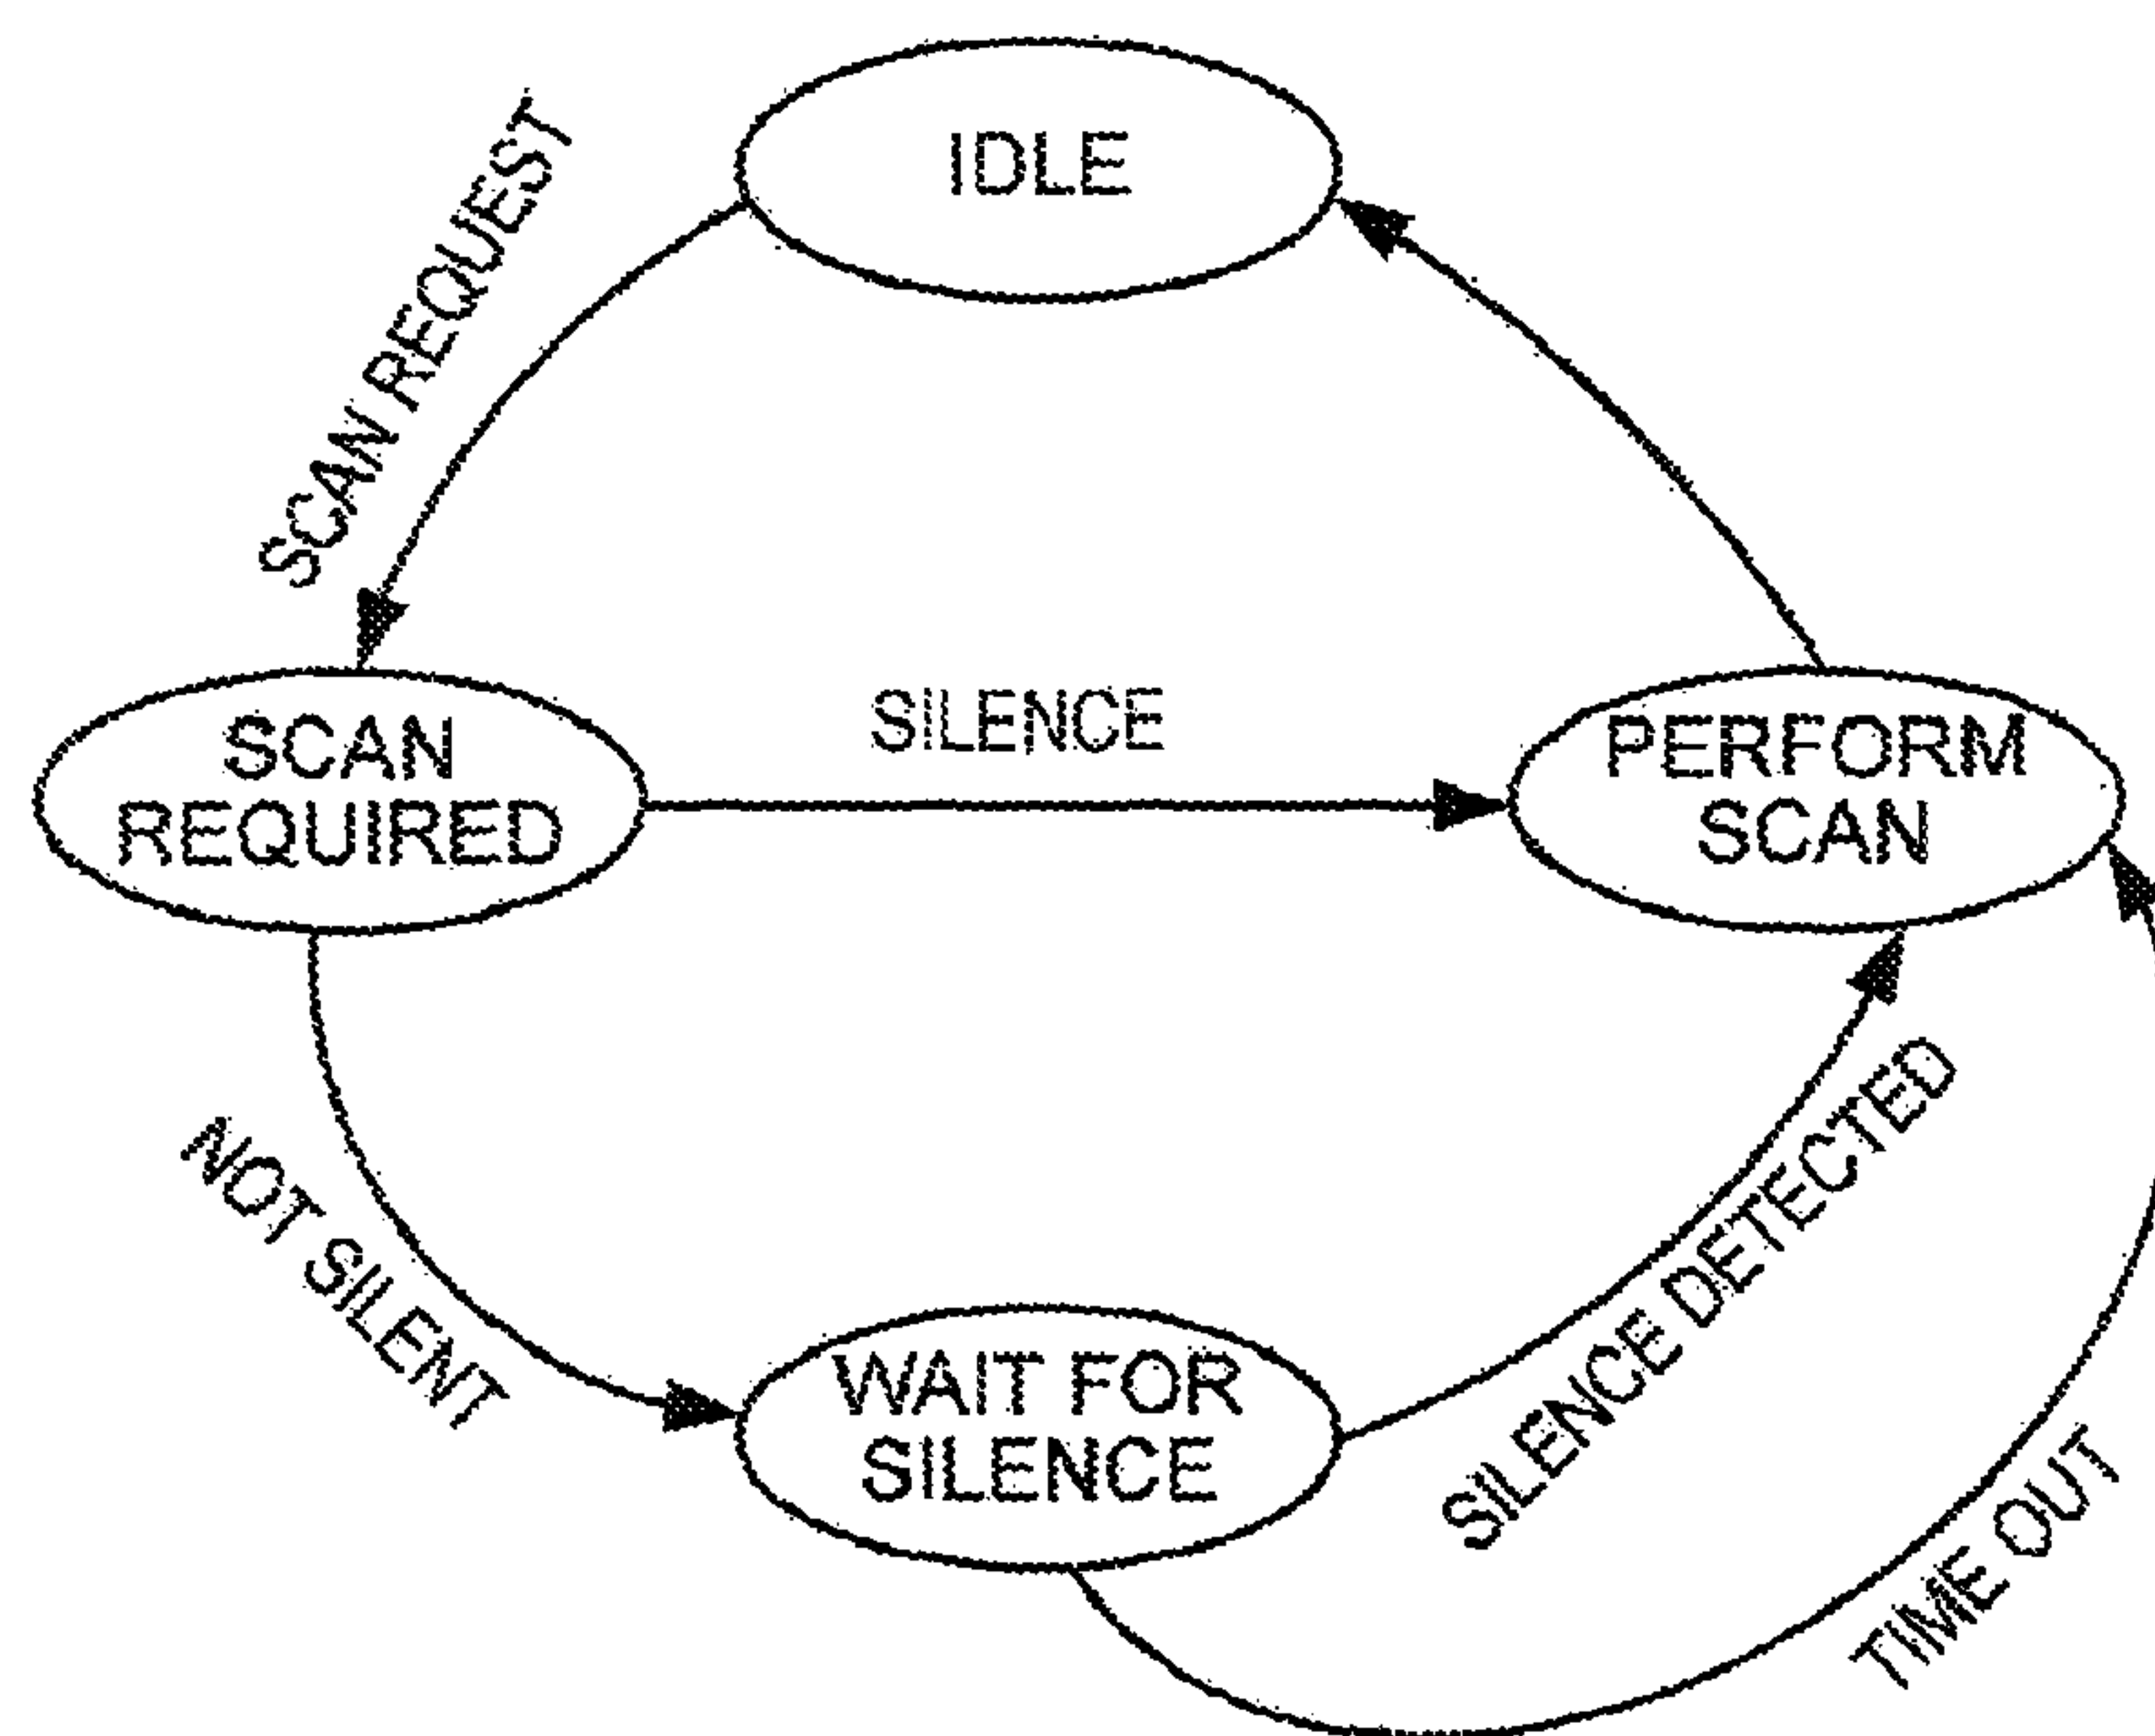 IDLE
SCAN REQUEST
SCAN
REQUIRED
SILENCE
PERFORM
SCAN
NOT SILENT
WAIT FOR
SILENCE
SILENCE DETECTED
TIME OUT